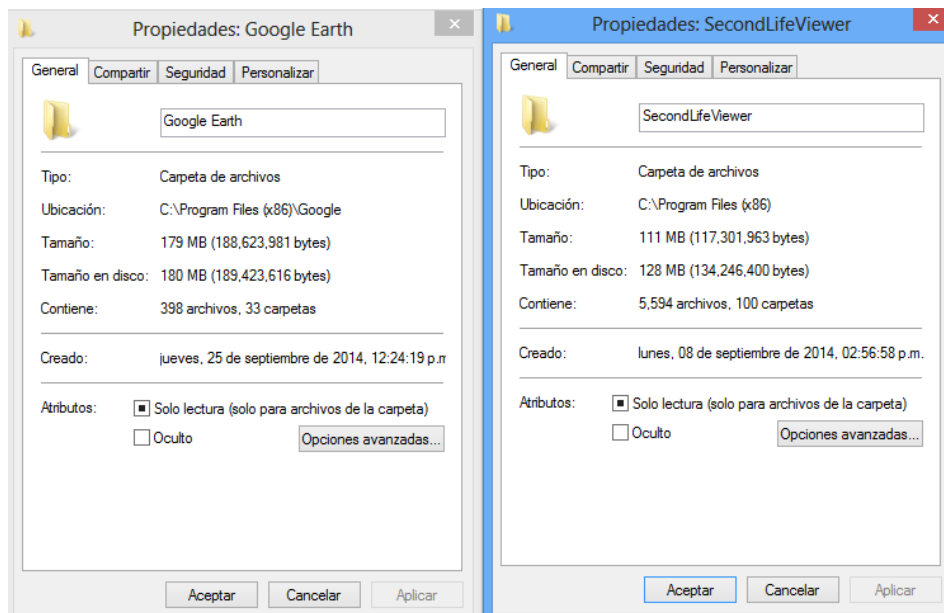 Propiedades: Google Earth
General Compartir Seguridad Personalizar
Google Earth
Tipo: Carpeta de archivos
Ubicación: C:\Program Files (x86)\Google
Tamaño: 179 MB (188,623,981 bytes)
Tamaño en disco: 180 MB (189,423,616 bytes)
Contiene: 398 archivos, 33 carpetas
Creado: jueves, 25 de septiembre de 2014, 12:24:19 p.m
Atributos: Solo lectura (solo para archivos de la carpeta)
Oculto Opciones avanzadas...
Aceptar Cancelar Aplicar
Propiedades: SecondLifeViewer
General Compartir Seguridad Personalizar
SecondLifeViewer
Tipo: Carpeta de archivos
Ubicación: C:\Program Files (x86)
Tamaño: 111 MB (117,301,963 bytes)
Tamaño en disco: 128 MB (134,246,400 bytes)
Contiene: 5,594 archivos, 100 carpetas
Creado: lunes, 08 de septiembre de 2014, 02:56:58 p.m.
Atributos: Solo lectura (solo para archivos de la carpeta)
Oculto Opciones avanzadas...
Aceptar Cancelar Aplicar